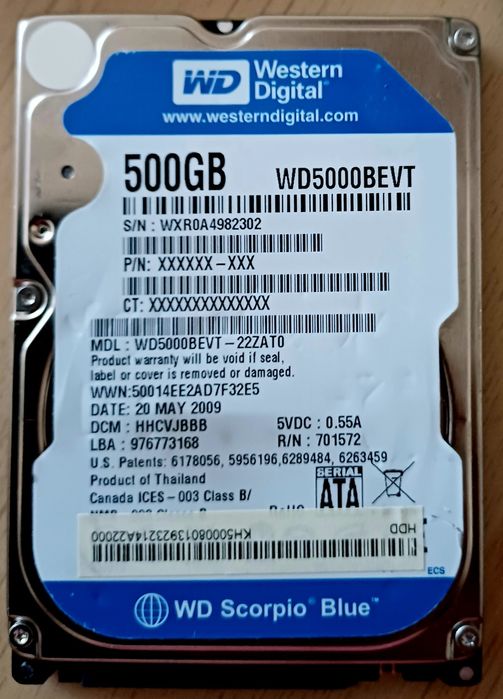 WD Western Digital®
www.westerndigital.com
500GB WD5000BEVT
S/N : WXR0A4982302
P/N: XXXXXX-XXX
CT: XXXXXXXXXXXXXX
MDL : WD5000BEVT-22ZAT0
Product warranty will be void if seal,
label or cover is removed or damaged.
WWN:50014EE2AD7F32E5
DATE: 20 MAY 2009
DCM : HHCVJBBB 5VDC : 0.55A
LBA : 976773168 R/N : 701572
U.S. Patents: 6178056, 5956196,6289484, 6263459
Product of Thailand
Canada ICES-003 Class B/
SERIAL
ATA
HDD
KH5000801392З214A22000
ECS
WD Scorpio® Blue™